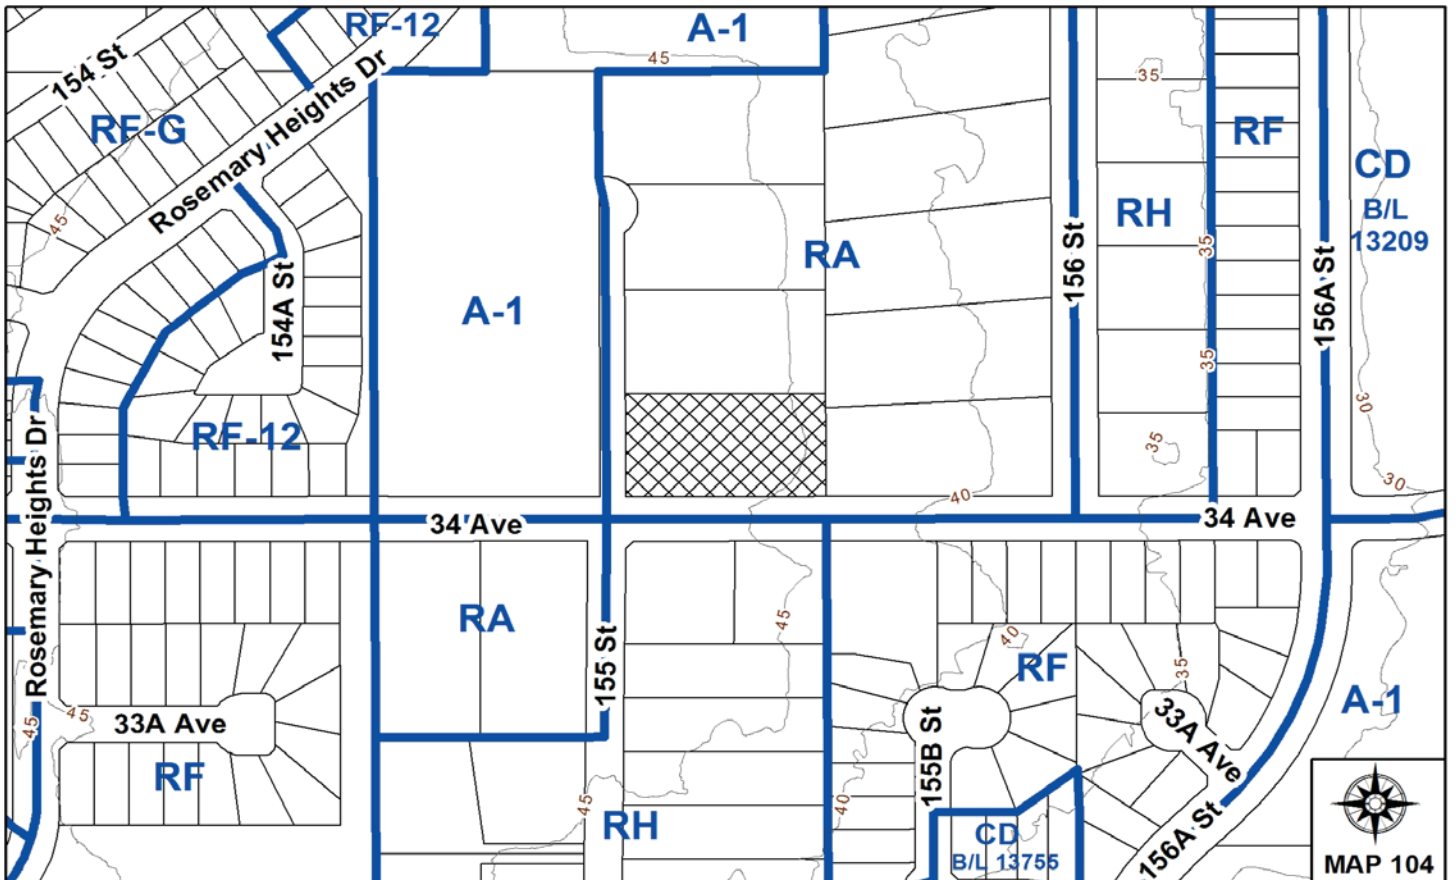 RF-12
A-1
45
154 St
35
RF-G
Rosemary Heights Dr
RF
CD
B/L
13209
RH
45
35
RA
156 St
156A St
154A St
A-1
35
30
RF-12
Rosemary Heights Dr
35
30
40
34 Ave
34 Ave
RA
155 St
45
40
RF
35
A-1
45
45
33A Ave
155B St
33A Ave
RF
45
RH
40
CD
B/L 13755
156A St
MAP 104